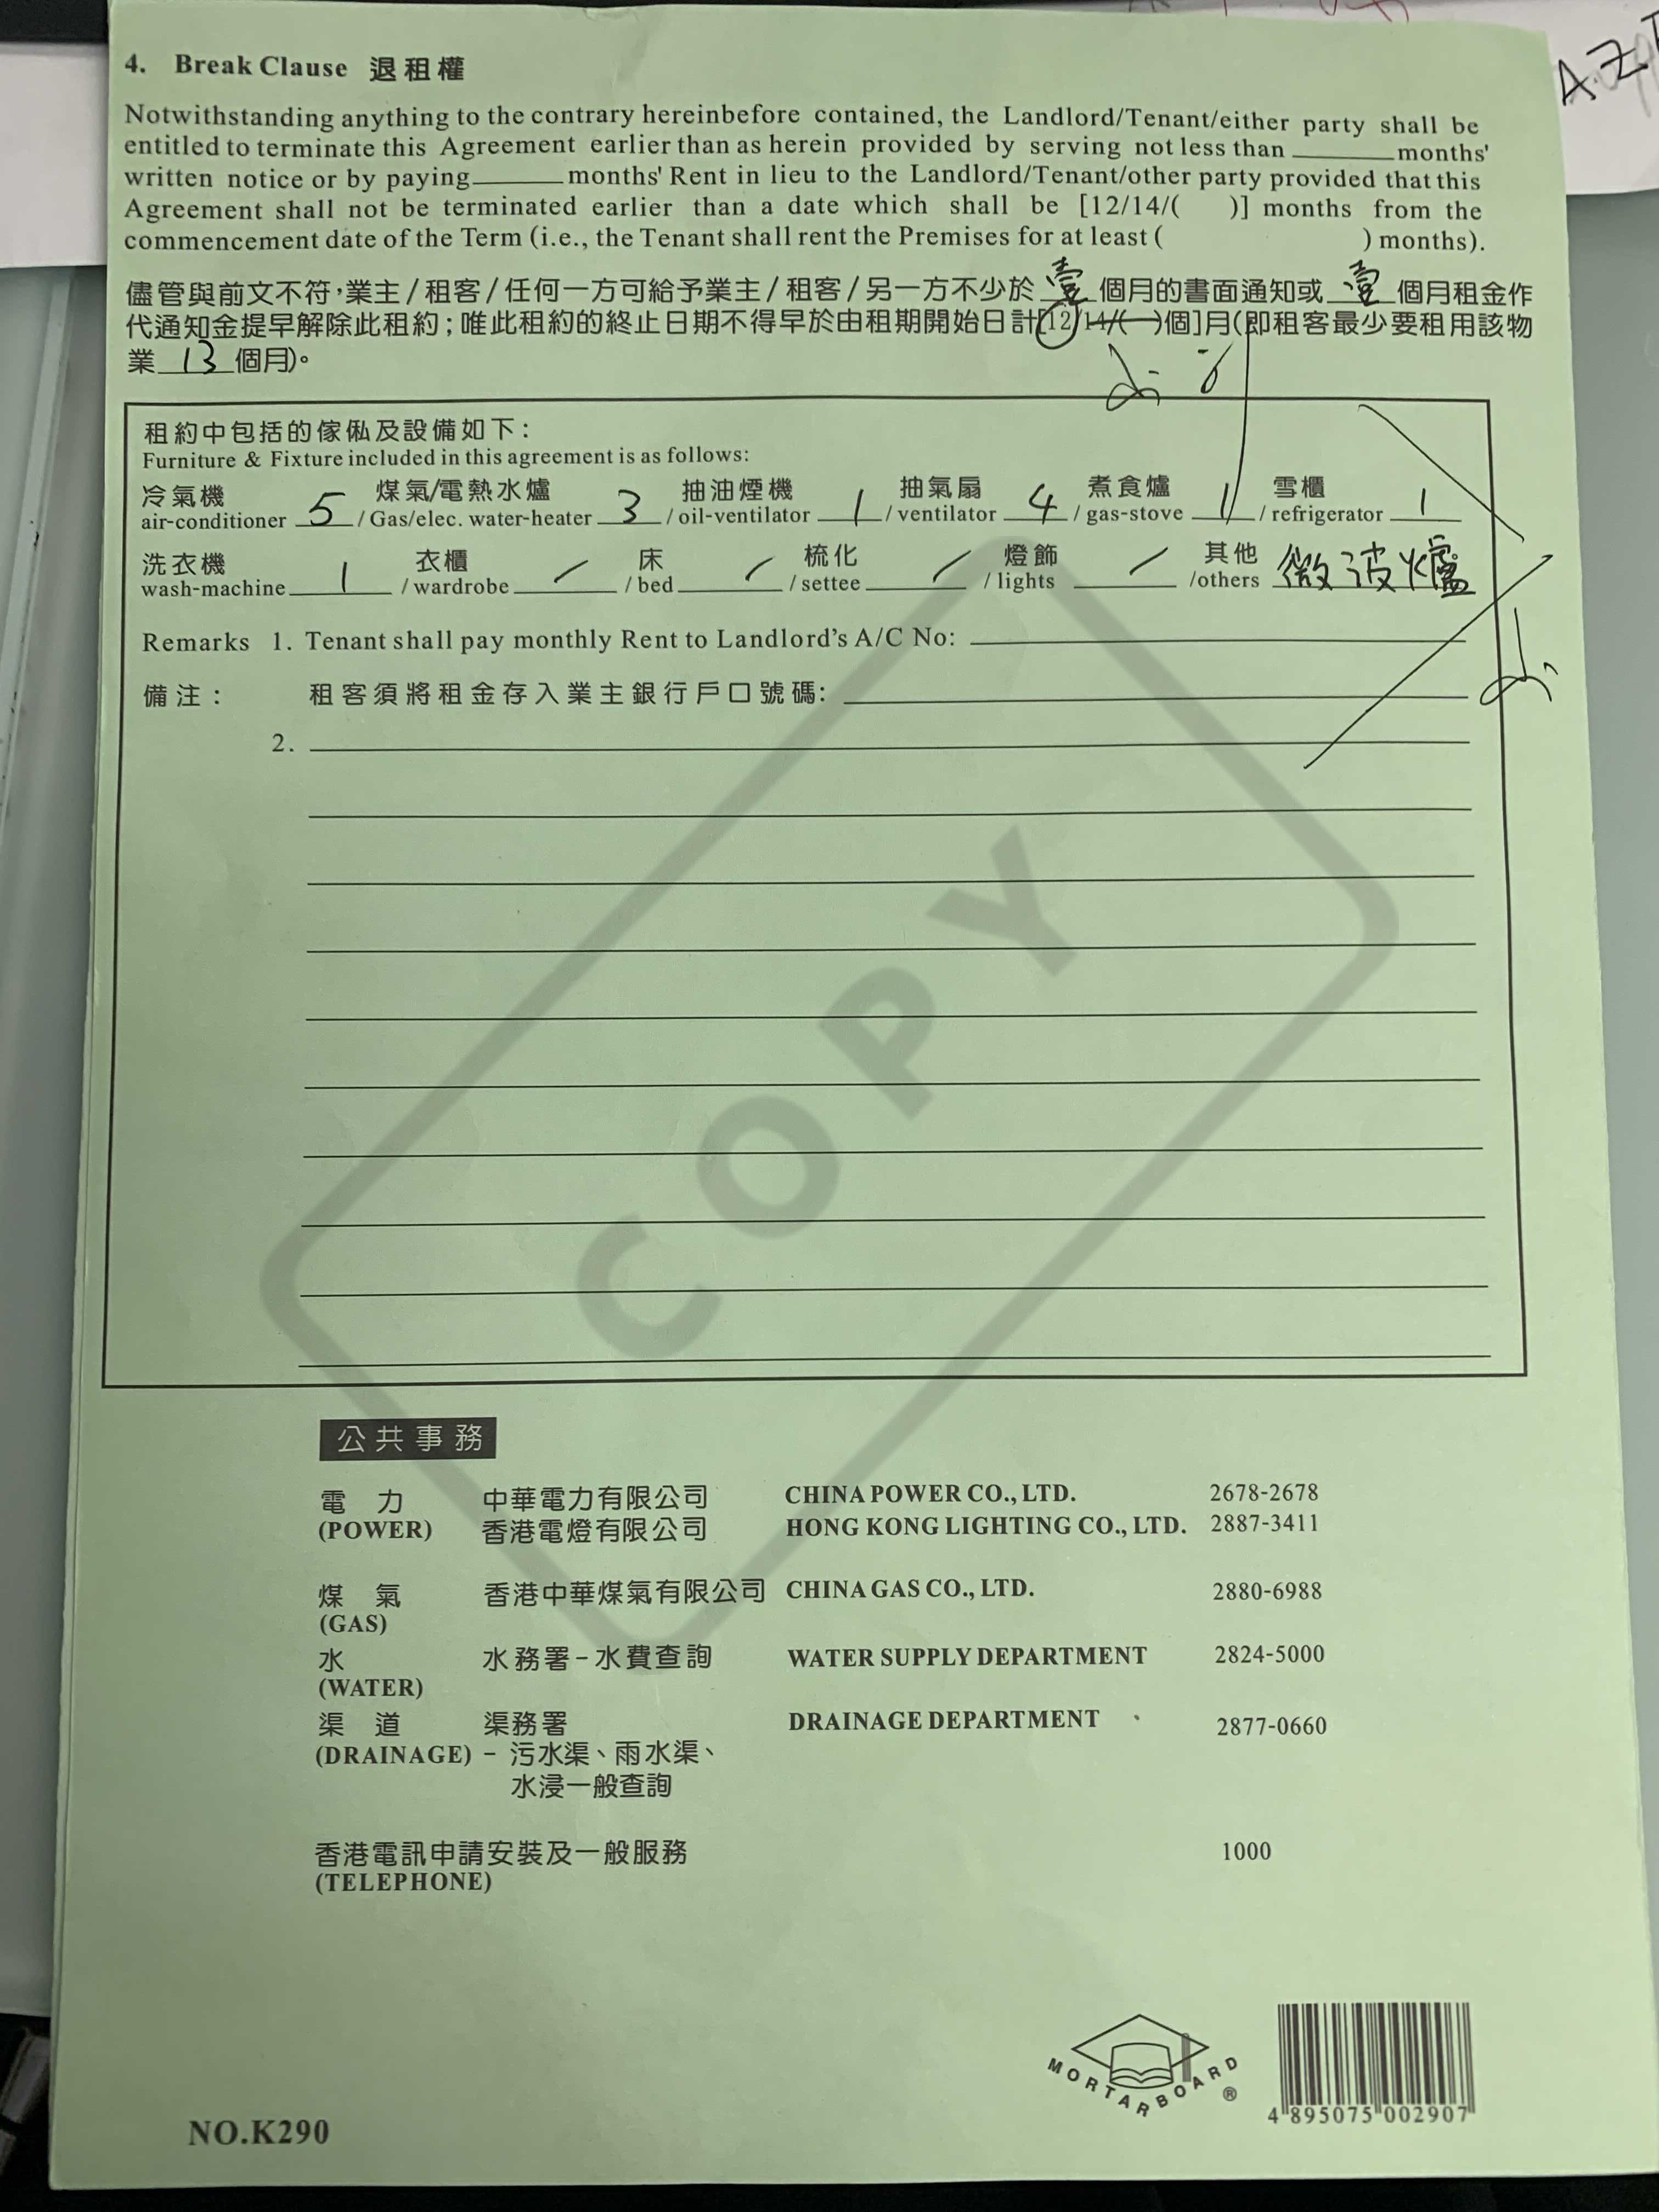 4. Break Clause 退租權
Notwithstanding anything to the contrary hereinbefore contained, the Landlord/Tenant/either party shall be
entitled to terminate this Agreement earlier than as herein provided by serving not less than ______ months'
written notice or by paying ______ months' Rent in lieu to the Landlord/Tenant/other party provided that this
Agreement shall not be terminated earlier than a date which shall be [12/14/( )] months from the
commencement date of the Term (i.e., the Tenant shall rent the Premises for at least ( ) months).
儘管與前文不符，業主/租客/任何一方可給予業主/租客/另一方不少於 壹 個月的書面通知或 壹 個月租金作
代通知金提早解除此租約；唯此租約的終止日期不得早於由租期開始日計[12/14/( )個]月(即租客最少要租用該物
業 13 個月)。
租約中包括的傢俬及設備如下：
Furniture & Fixture included in this agreement is as follows:
冷氣機 煤氣/電熱水爐 抽油煙機 抽氣扇 煮食爐 雪櫃
air-conditioner 5 / Gas/elec. water-heater 3 / oil-ventilator 1 / ventilator 4 / gas-stove 1 / refrigerator 1
洗衣機 衣櫃 床 梳化 燈飾 其他
wash-machine 1 / wardrobe / / bed / / settee / / lights / /others 微波爐
Remarks 1. Tenant shall pay monthly Rent to Landlord's A/C No:
備注： 租客須將租金存入業主銀行戶口號碼:
2.
COPY
公共事務
電力 中華電力有限公司 CHINA POWER CO., LTD. 2678-2678
(POWER) 香港電燈有限公司 HONG KONG LIGHTING CO., LTD. 2887-3411
煤氣 香港中華煤氣有限公司 CHINA GAS CO., LTD. 2880-6988
(GAS)
水 水務署－水費查詢 WATER SUPPLY DEPARTMENT 2824-5000
(WATER)
渠道 渠務署 DRAINAGE DEPARTMENT 2877-0660
(DRAINAGE) － 污水渠、雨水渠、
水浸一般查詢
香港電訊申請安裝及一般服務 1000
(TELEPHONE)
MORTARBOARD ®
4 895075 002907
NO.K290